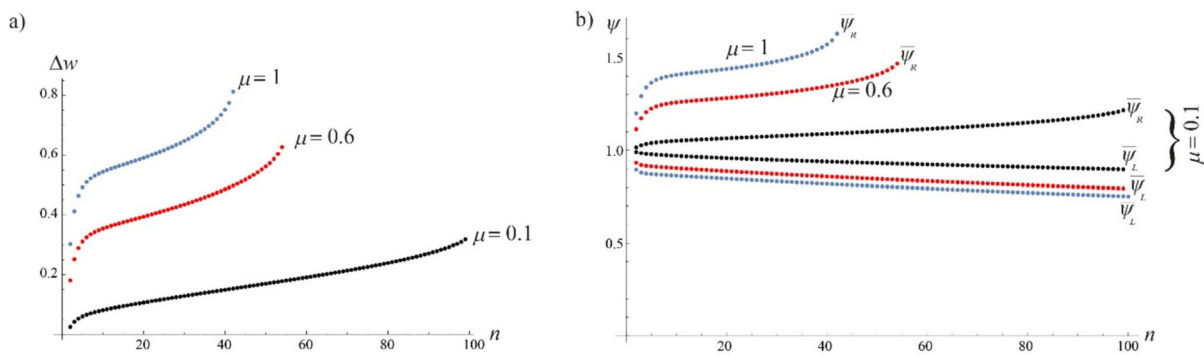 a)
Δw
0.8
0.6
0.4
0.2
20
40
60
80
100
n
μ = 1
μ = 0.6
μ = 0.1
b)
ψ
1.5
1.0
0.5
20
40
60
80
100
n
μ = 1
ψ̅_R
ψ̅_R
μ = 0.6
ψ̅_R
ψ̅_L
ψ̅_L
ψ̅_L
} μ = 0.1